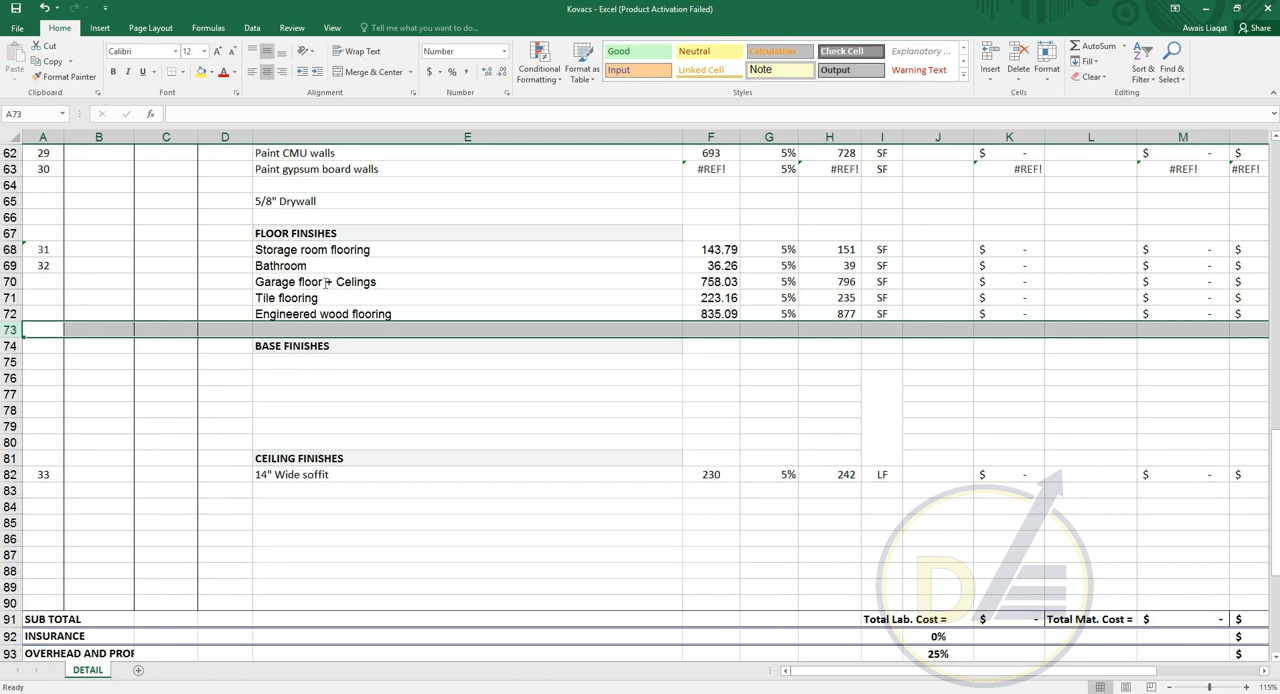 Kovacs - Excel (Product Activation Failed)
File Home Insert Page Layout Formulas Data Review View Tell me what you want to do... Awais Liaqat Share
Paste Cut Copy Format Painter Clipboard
Calibri 12 B I U Font
Wrap Text Merge & Center Alignment
Number $ % Number
Conditional Formatting Format as Table
Good Neutral Calculation Check Cell Explanatory ...
Input Linked Cell Note Output Warning Text
Styles
Insert Delete Format Cells
AutoSum Fill Clear Sort & Filter Find & Select Editing
A73 fx
A B C D E F G H I J K L M
62 29 Paint CMU walls 693 5% 728 SF $ - $ - $
63 30 Paint gypsum board walls #REF! 5% #REF! SF #REF! #REF! #REF!
64
65 5/8" Drywall
66
67 FLOOR FINSIHES
68 31 Storage room flooring 143.79 5% 151 SF $ - $ - $
69 32 Bathroom 36.26 5% 39 SF $ - $ - $
70 Garage floor + Celings 758.03 5% 796 SF $ - $ - $
71 Tile flooring 223.16 5% 235 SF $ - $ - $
72 Engineered wood flooring 835.09 5% 877 SF $ - $ - $
73
74 BASE FINISHES
75
76
77
78
79
80
81 CEILING FINISHES
82 33 14" Wide soffit 230 5% 242 LF $ - $ - $
83
84
85
86
87
88
89
90
91 SUB TOTAL Total Lab. Cost = $ - Total Mat. Cost = $ - $
92 INSURANCE 0% $
93 OVERHEAD AND PROF 25% $
D
DETAIL
Ready 115%